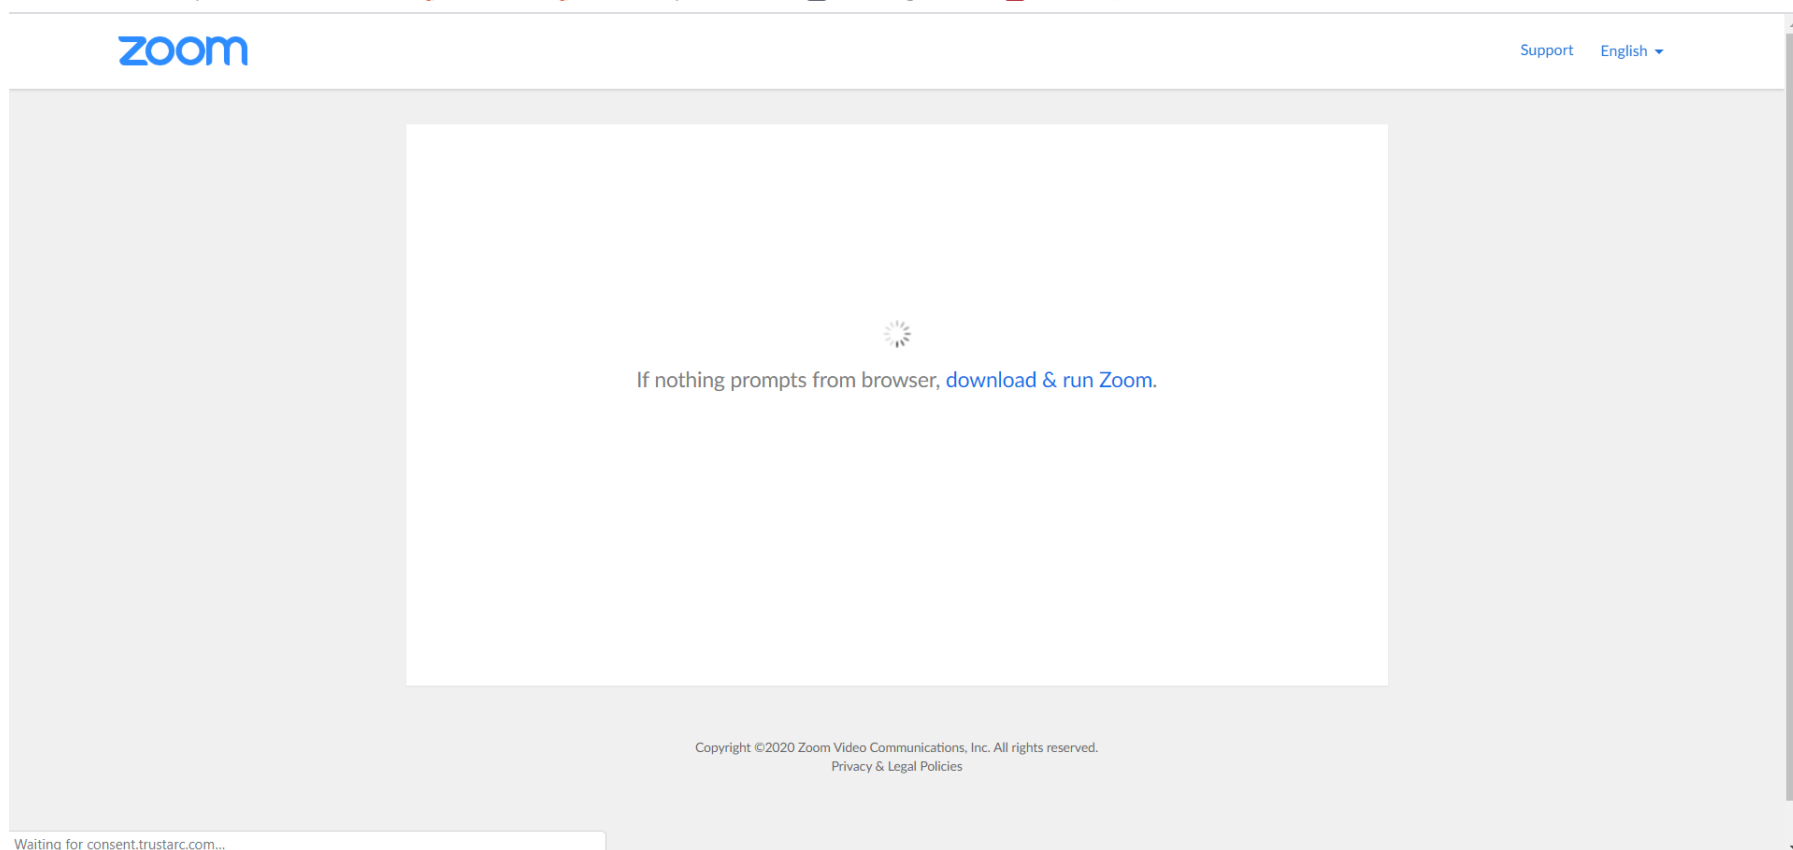 zoom
Support English
If nothing prompts from browser, download & run Zoom.
Copyright ©2020 Zoom Video Communications, Inc. All rights reserved.
Privacy & Legal Policies
Waiting for consent.trustarc.com...